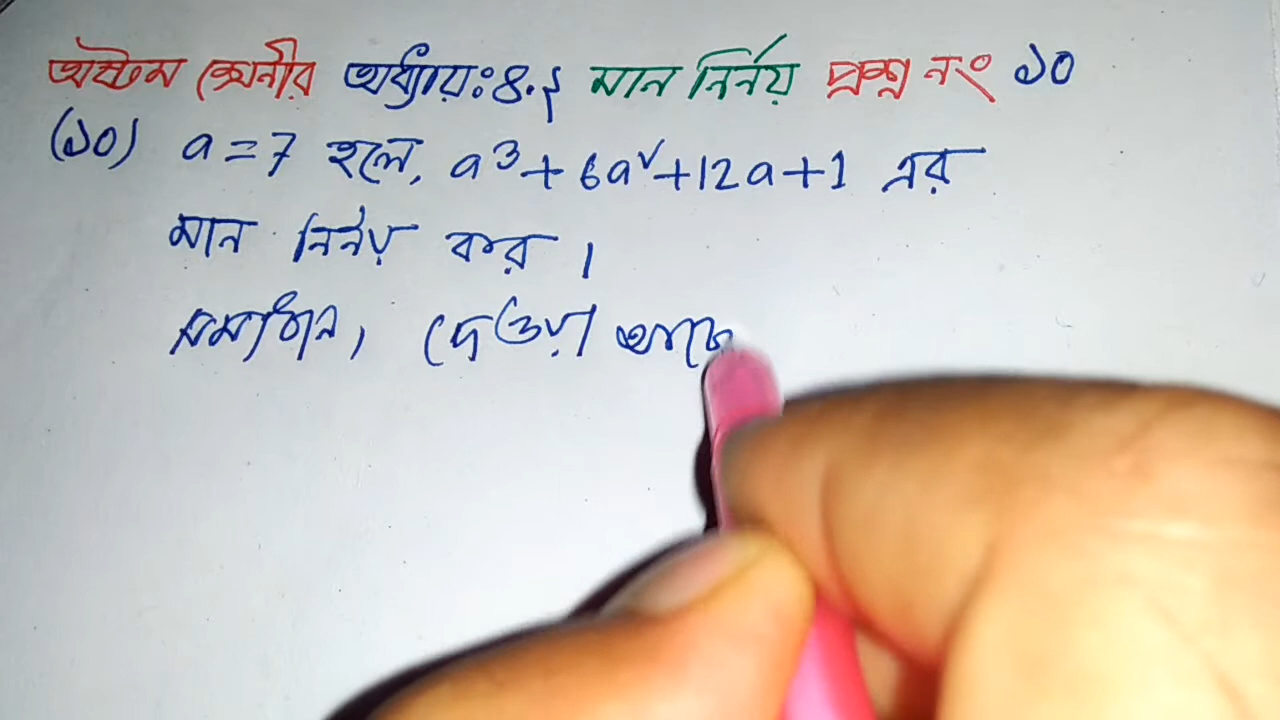 অষ্টম শ্রেনীর অধ্যায়ঃ ৪.২ মান নির্নয় প্রশ্ন নং ১০
(১০) a = 7 হলে, a³ + 6a² + 12a + 1 এর
মান নির্নয় কর ।
সমাধান, দেওয়া আছে